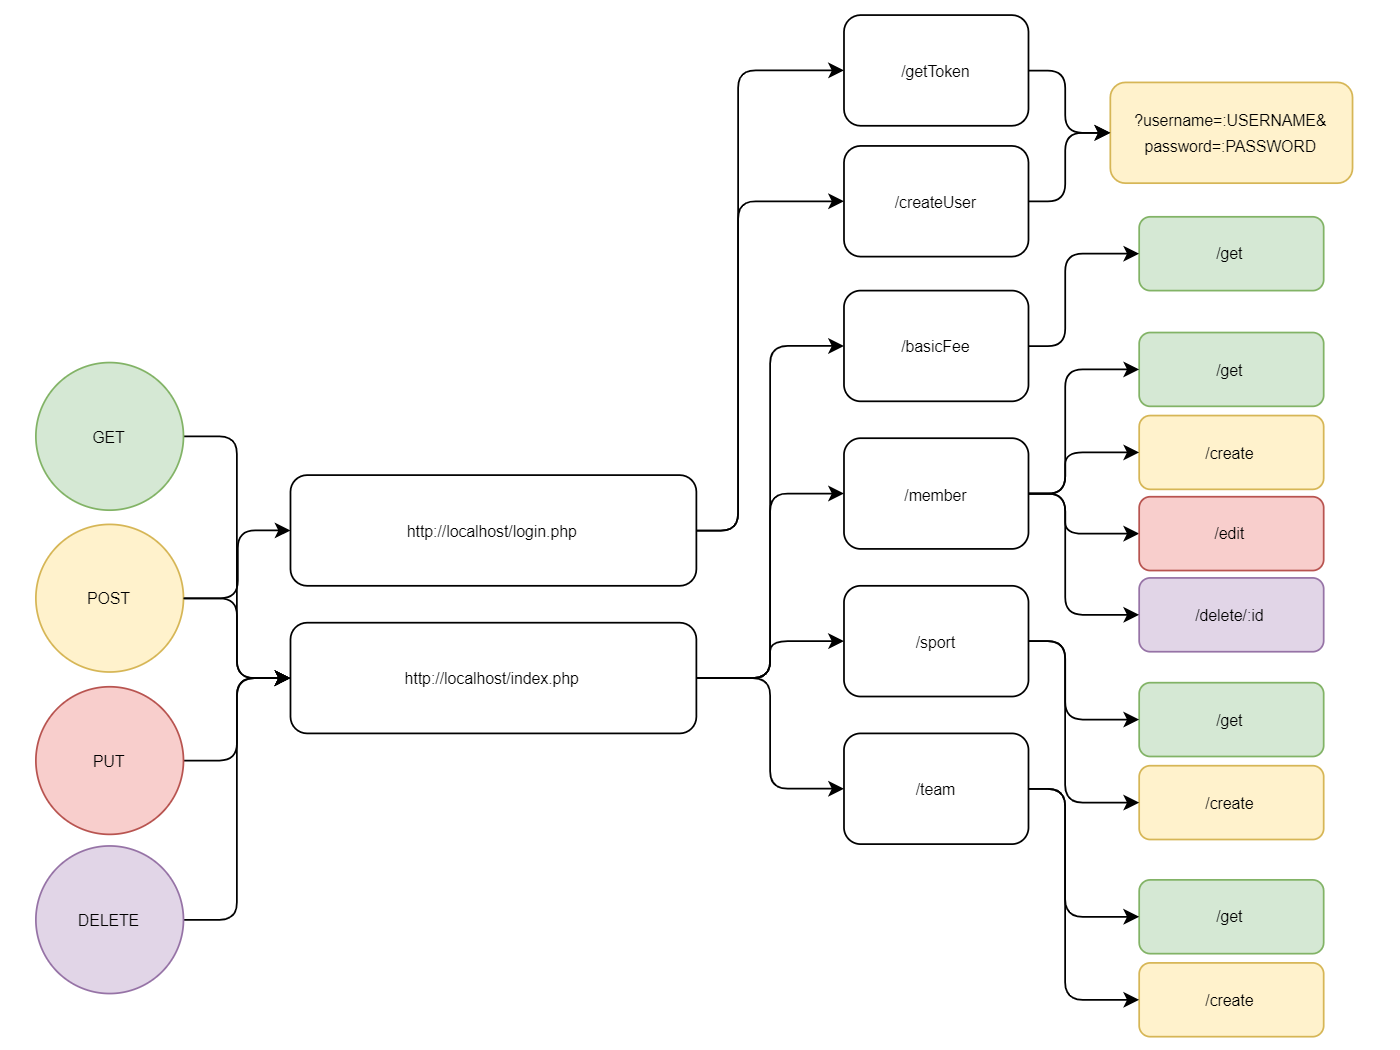 GET
POST
PUT
DELETE
http://localhost/login.php
http://localhost/index.php
/getToken
/createUser
/basicFee
/member
/sport
/team
?username=:USERNAME&
password=:PASSWORD
/get
/get
/create
/edit
/delete/:id
/get
/create
/get
/create